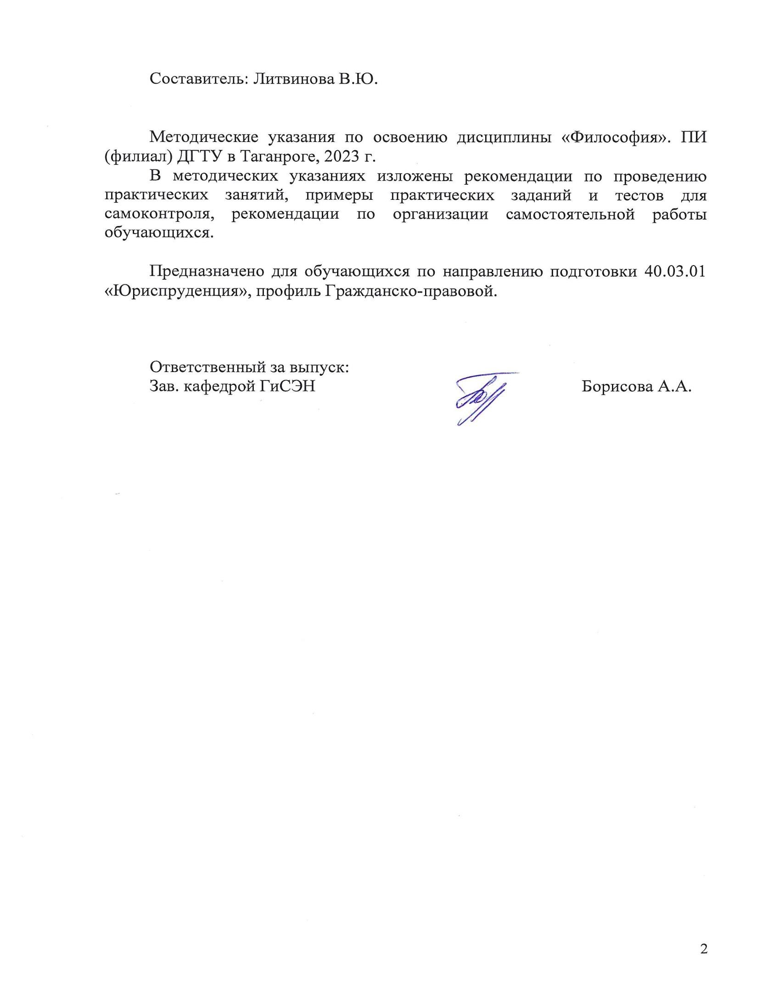 Составитель: Литвинова В.Ю.
Методические указания по освоению дисциплины «Философия». ПИ
(филиал) ДГТУ в Таганроге, 2023 г.
В методических указаниях изложены рекомендации по проведению
практических занятий, примеры практических заданий и тестов для
самоконтроля, рекомендации по организации самостоятельной работы
обучающихся.
Предназначено для обучающихся по направлению подготовки 40.03.01
«Юриспруденция», профиль Гражданско-правовой.
Ответственный за выпуск:
Зав. кафедрой ГиСЭН Борисова А.А.
2